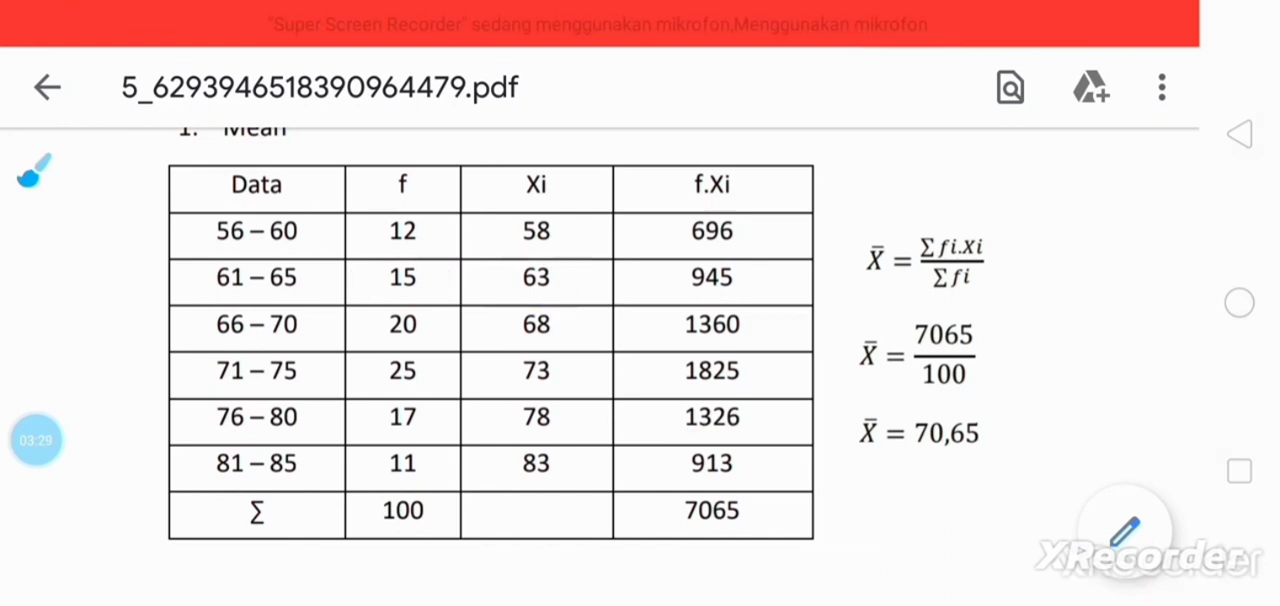 "Super Screen Recorder" sedang menggunakan mikrofon,Menggunakan mikrofon
5_6293946518390964479.pdf
1. Mean
Data f Xi f.Xi
56 – 60 12 58 696
61 – 65 15 63 945
66 – 70 20 68 1360
71 – 75 25 73 1825
76 – 80 17 78 1326
81 – 85 11 83 913
∑ 100 7065
X̄ = ∑ fi.Xi / ∑ fi
X̄ = 7065 / 100
X̄ = 70,65
03:29
XRecorder